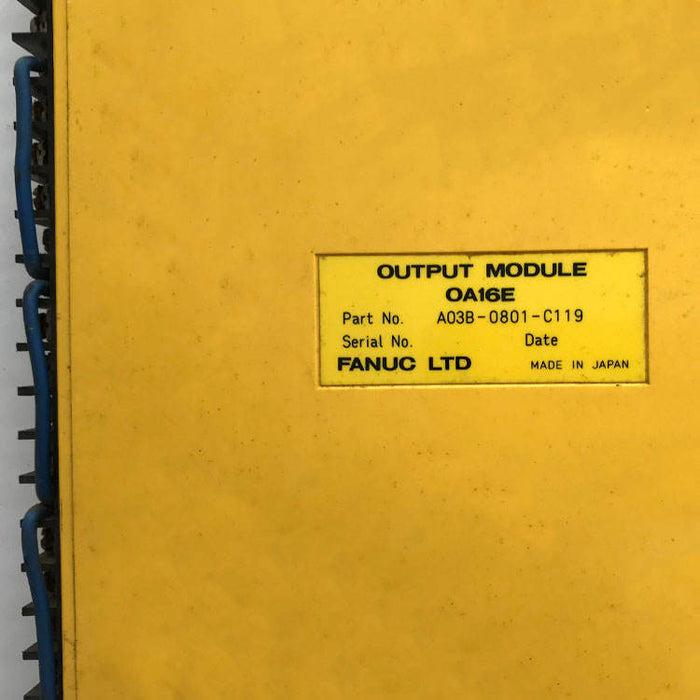 OUTPUT MODULE
OA16E
Part No. A03B-0801-C119
Serial No. Date
FANUC LTD MADE IN JAPAN